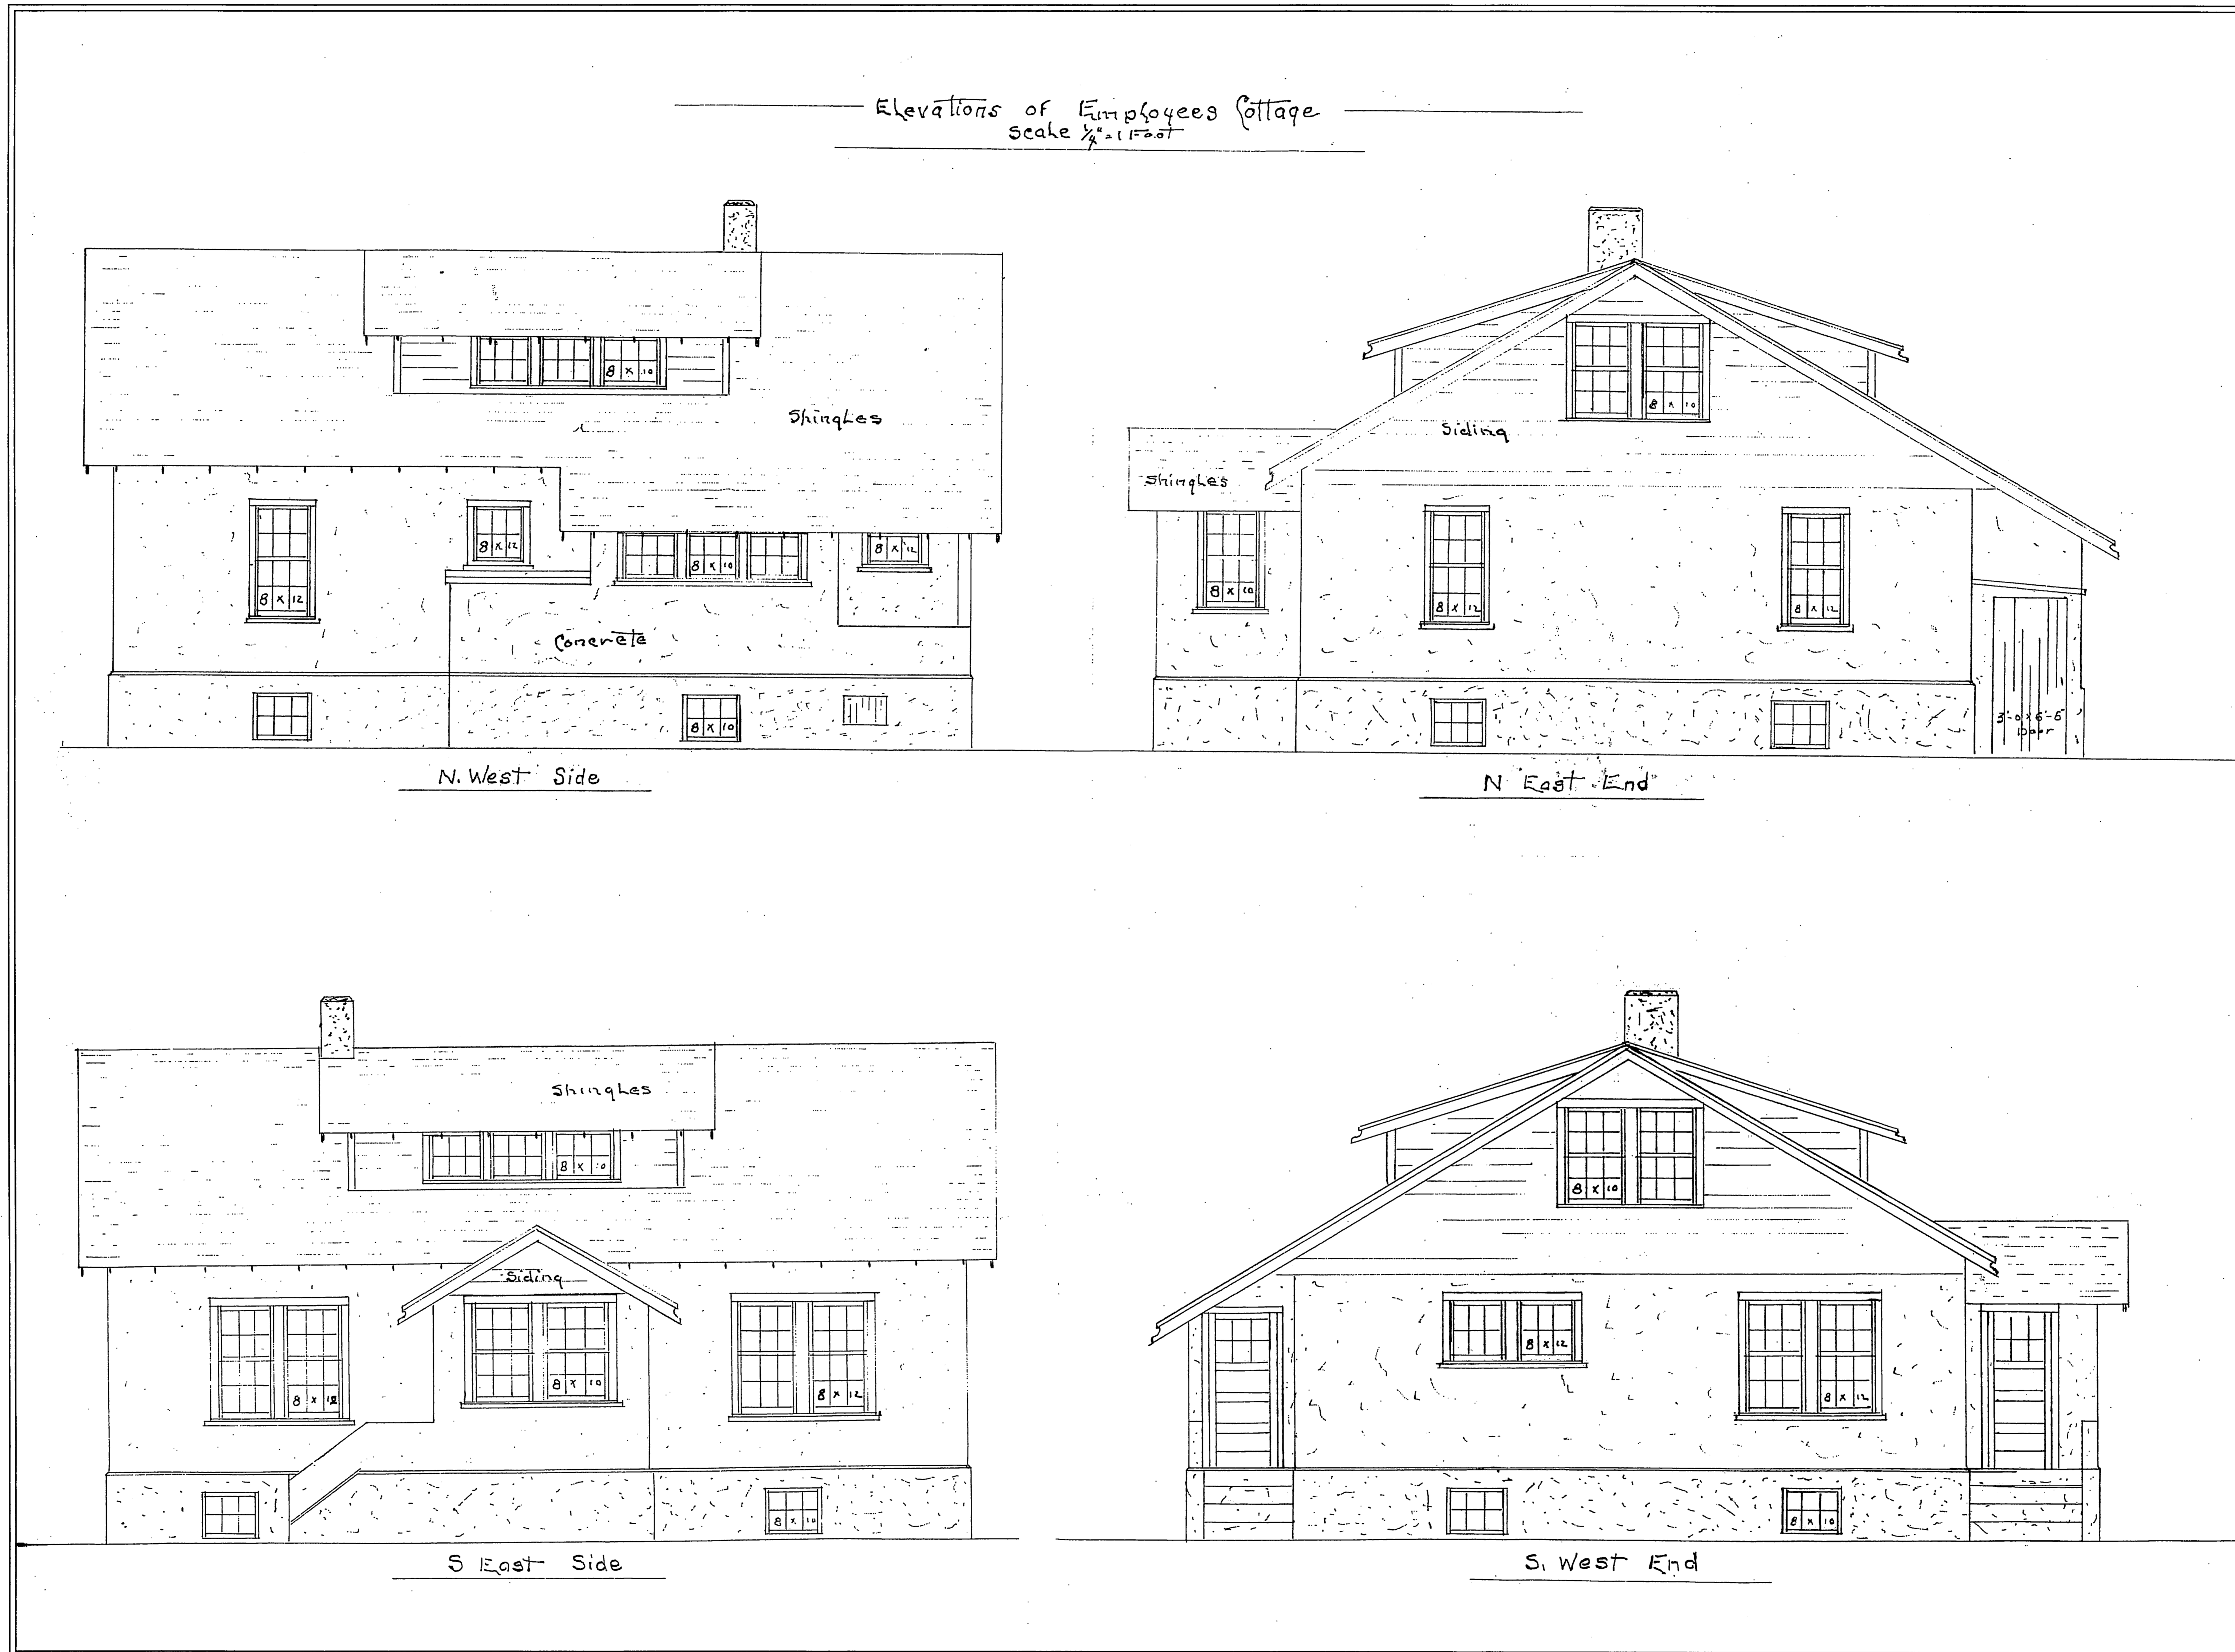 Elevations of Employees Cottage
Scale 1/4" = 1 Foot
8 x 10
Shingles
8 x 12
8 x 12
8 x 10
8 x 12
Concrete
8 x 10
N. West Side
8 x 10
Siding
Shingles
8 x 10
8 x 12
8 x 12
3'-0 x 6'-6
Door
N East End
Shingles
8 x 10
Siding
8 x 12
8 x 10
8 x 12
8 x 10
S East Side
8 x 10
8 x 12
8 x 12
8 x 10
S. West End